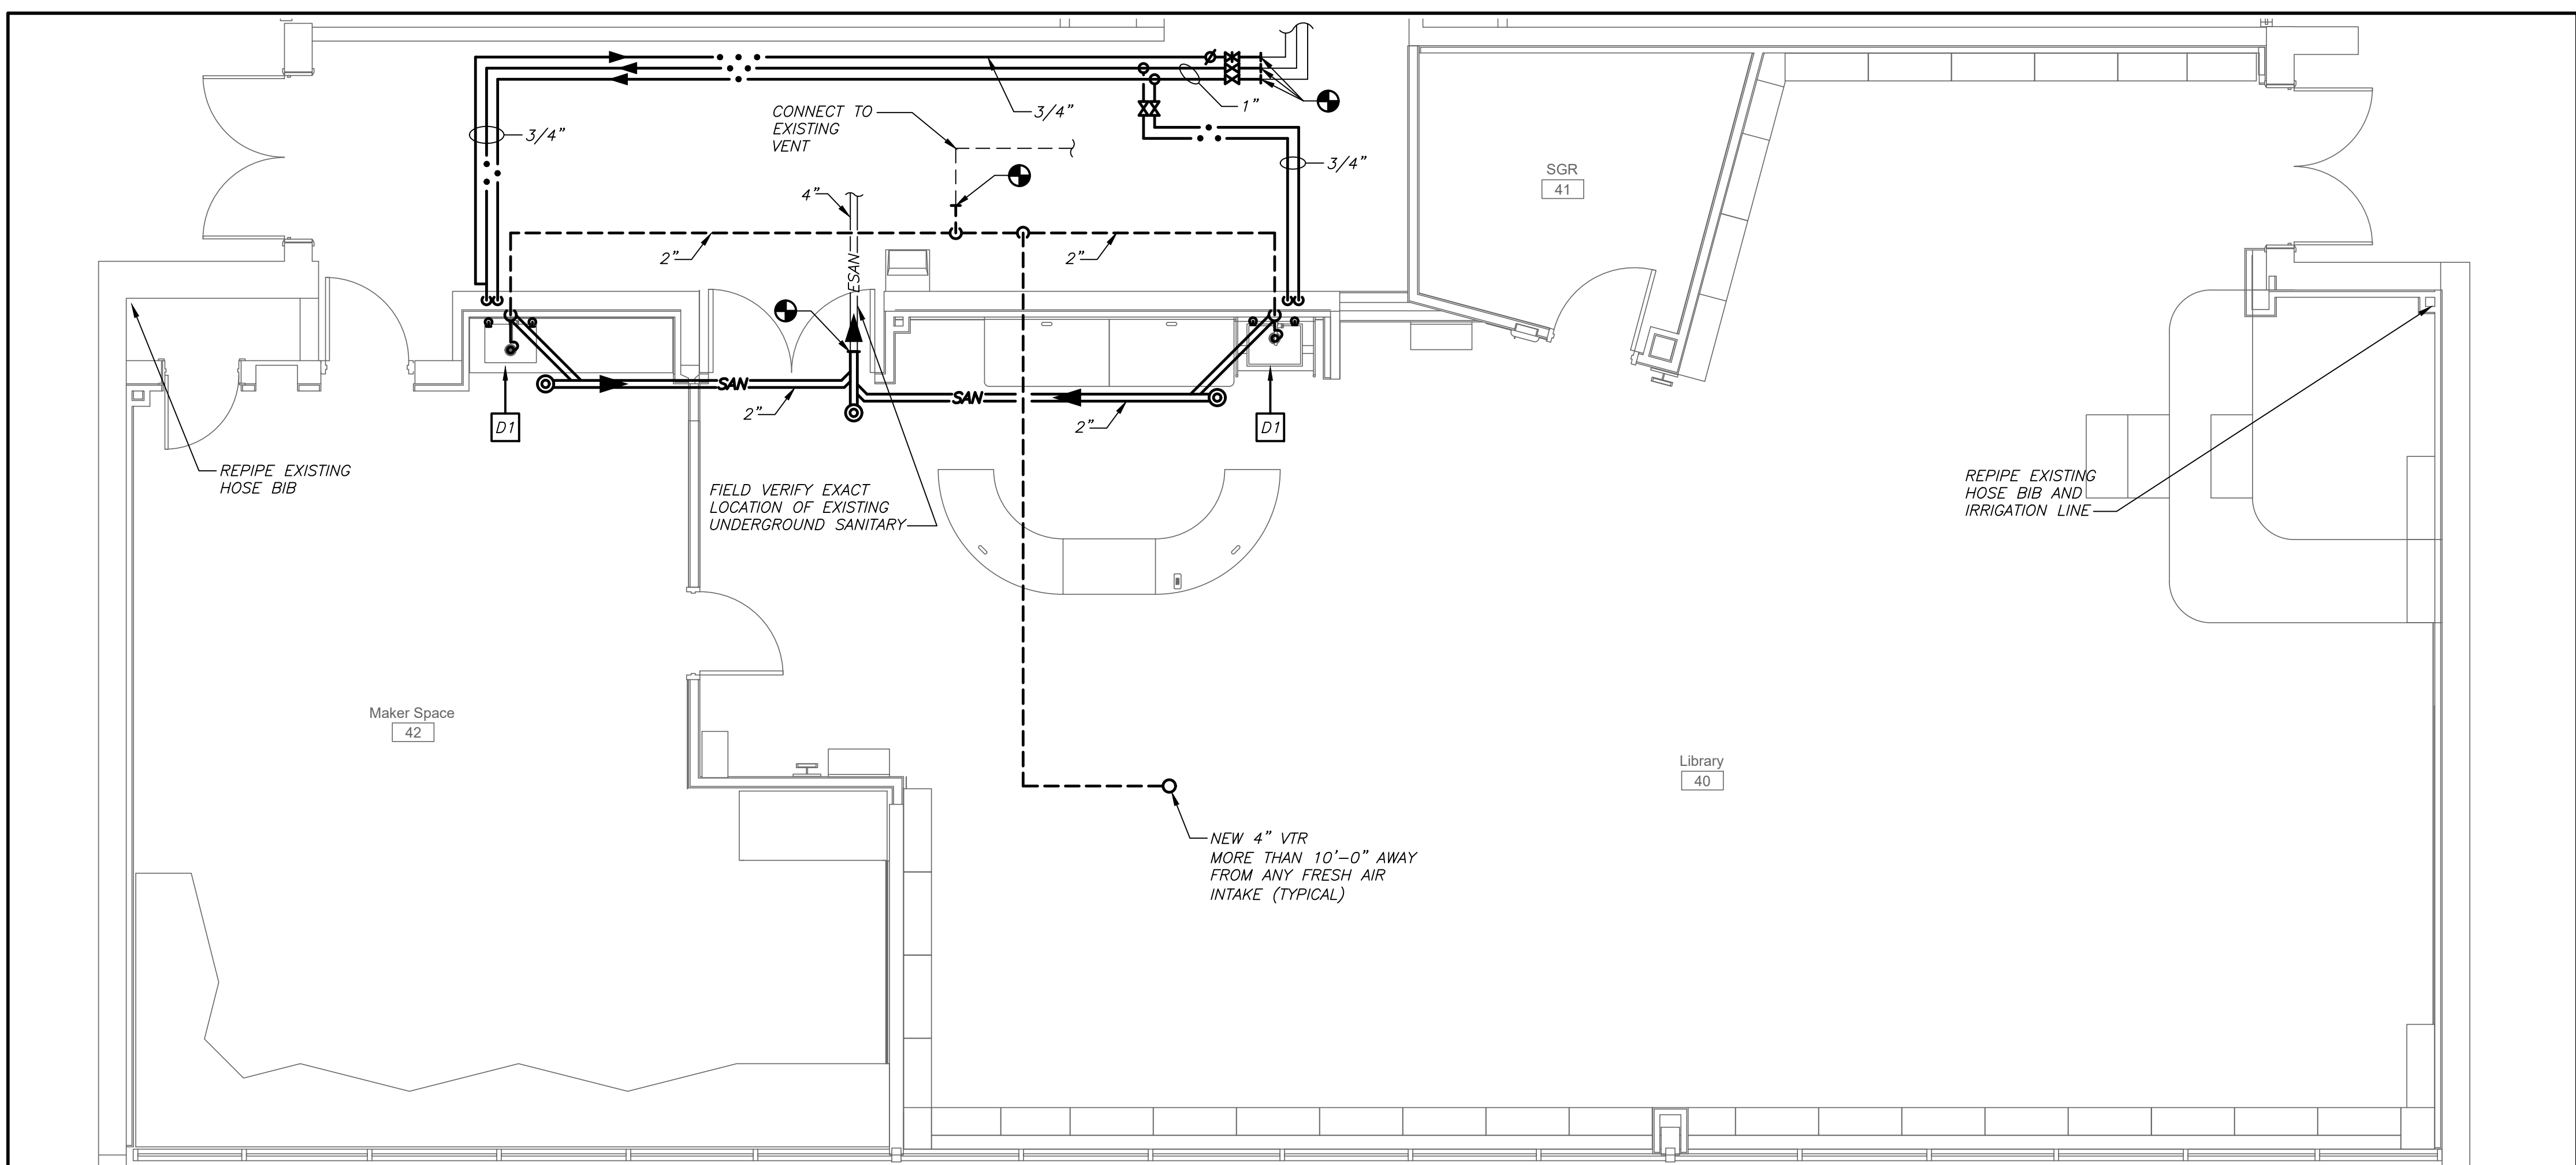 CONNECT TO
EXISTING
VENT
3/4"
1"
3/4"
3/4"
4"
SGR
41
2"
2"
ESAN
SAN
SAN
2"
2"
D1
D1
REPIPE EXISTING
HOSE BIB
FIELD VERIFY EXACT
LOCATION OF EXISTING
UNDERGROUND SANITARY
REPIPE EXISTING
HOSE BIB AND
IRRIGATION LINE
Maker Space
42
Library
40
NEW 4" VTR
MORE THAN 10'-0" AWAY
FROM ANY FRESH AIR
INTAKE (TYPICAL)